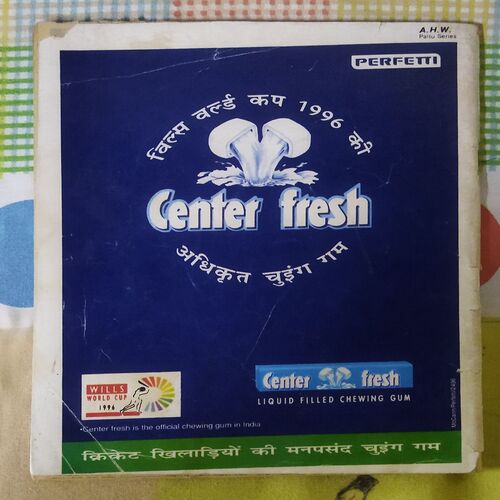 A.H.W.
Paltu Series
PERFETTI
विल्स वर्ल्ड कप 1996 की
Center fresh
अधिकृत चुइंग गम
WILLS
WORLD CUP
1996
Center fresh
LIQUID FILLED CHEWING GUM
•Center fresh is the official chewing gum in India
क्रिकेट खिलाड़ियों की मनपसंद चुइंग गम